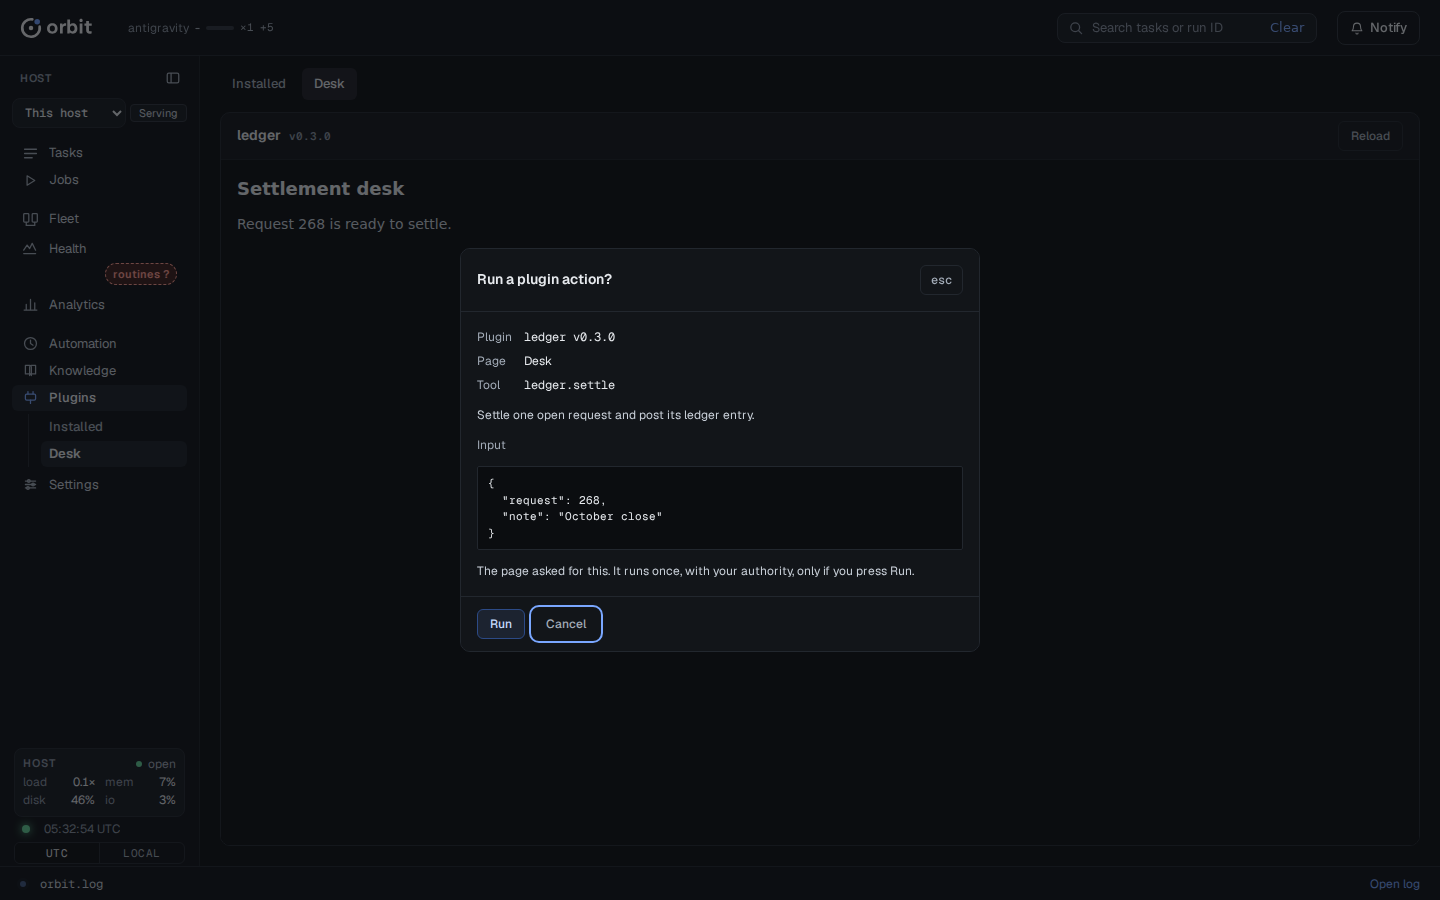 orbit
antigravity – ×1 +5
Search tasks or run ID
Clear
Notify
HOST
This host
Serving
Tasks
Jobs
Fleet
Health
routines ?
Analytics
Automation
Knowledge
Plugins
Installed
Desk
Settings
HOST
open
load 0.1× mem 7%
disk 46% io 3%
05:32:54 UTC
UTC LOCAL
Installed
Desk
ledger v0.3.0
Reload
Settlement desk
Request 268 is ready to settle.
Run a plugin action?
esc
Plugin ledger v0.3.0
Page Desk
Tool ledger.settle
Settle one open request and post its ledger entry.
Input
{
"request": 268,
"note": "October close"
}
The page asked for this. It runs once, with your authority, only if you press Run.
Run
Cancel
orbit.log
Open log